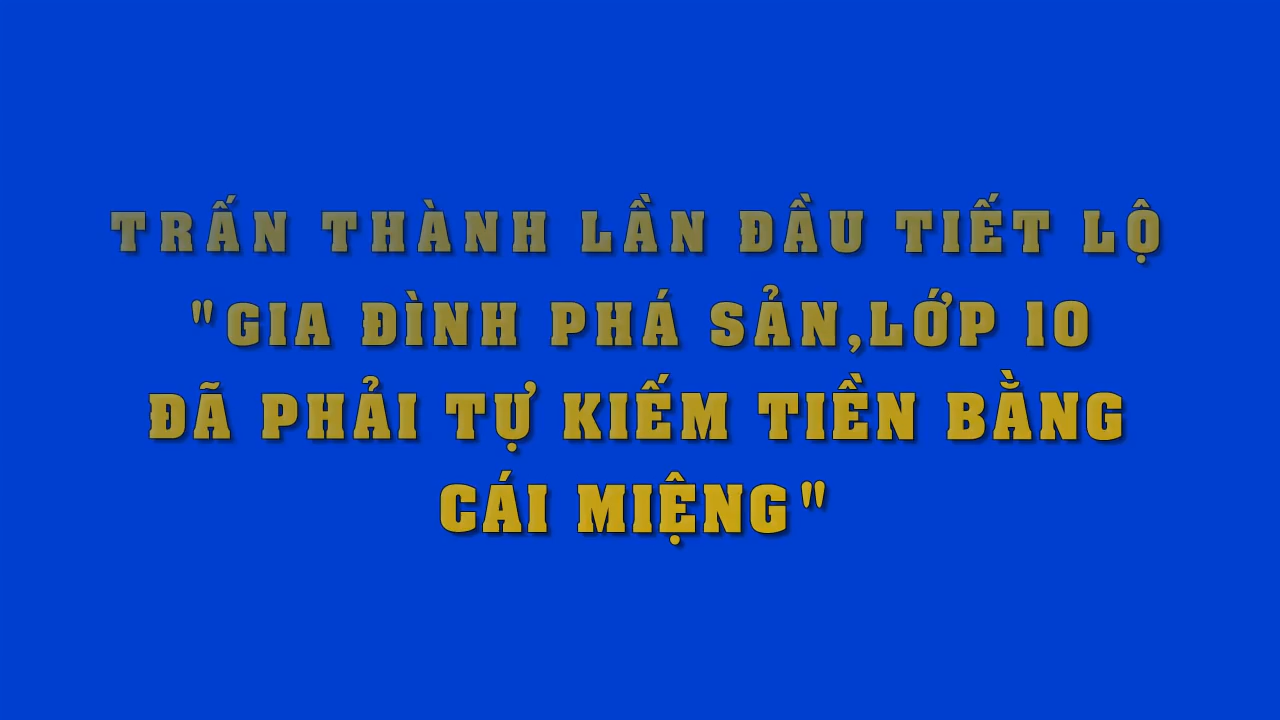 TRẤN THÀNH LẦN ĐẦU TIẾT LỘ
"GIA ĐÌNH PHÁ SẢN,LỚP 10
ĐÃ PHẢI TỰ KIẾM TIỀN BẰNG
CÁI MIỆNG"